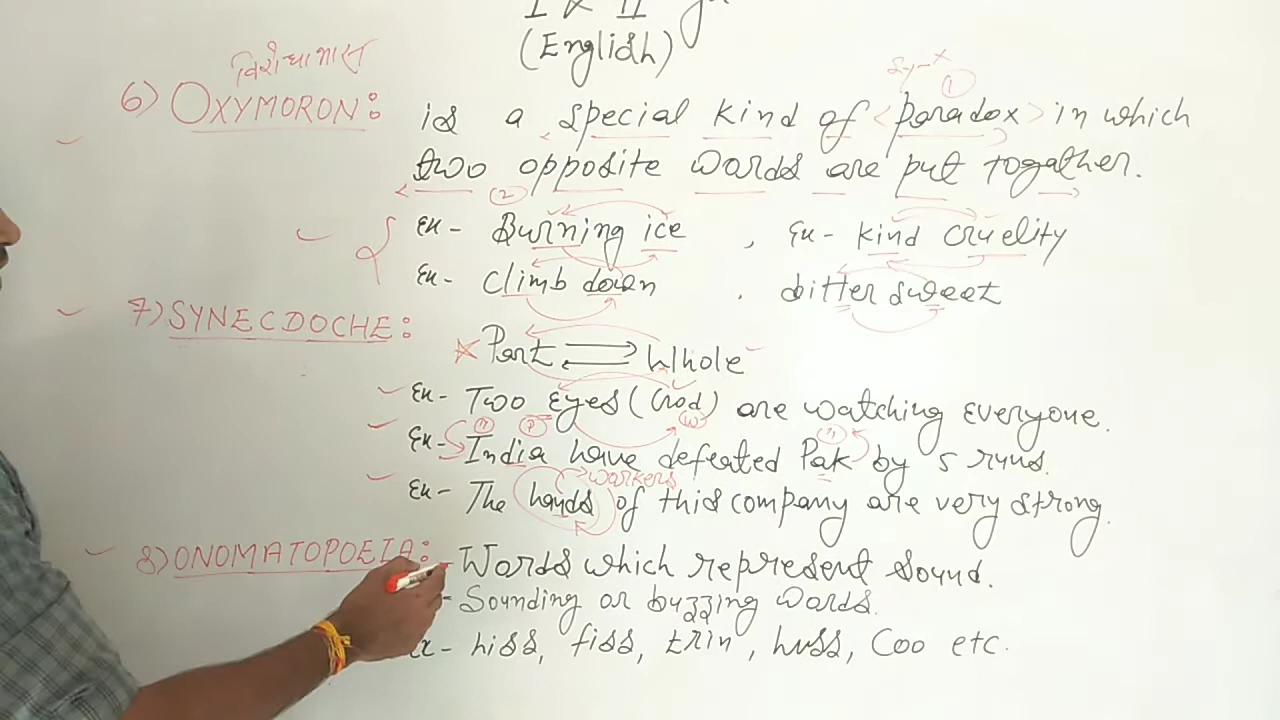 I & II
(English)
विरोधाभास
6) OXYMORON: is a special kind of <paradox> in which
two opposite words are put together.
Ex- Burning ice , Ex- kind cruelity
Ex- Climb down . bitter sweet
7) SYNECDOCHE:
Part Whole
Ex- Two Eyes (God) are watching everyone.
Ex- India have defeated Pak by 5 runs.
workers
Ex- The hands of this company are very strong.
8) ONOMATOPOEIA:- Words which represent sound.
- Sounding or buzzing words.
- hiss, fiss, trin, huss, Coo etc.